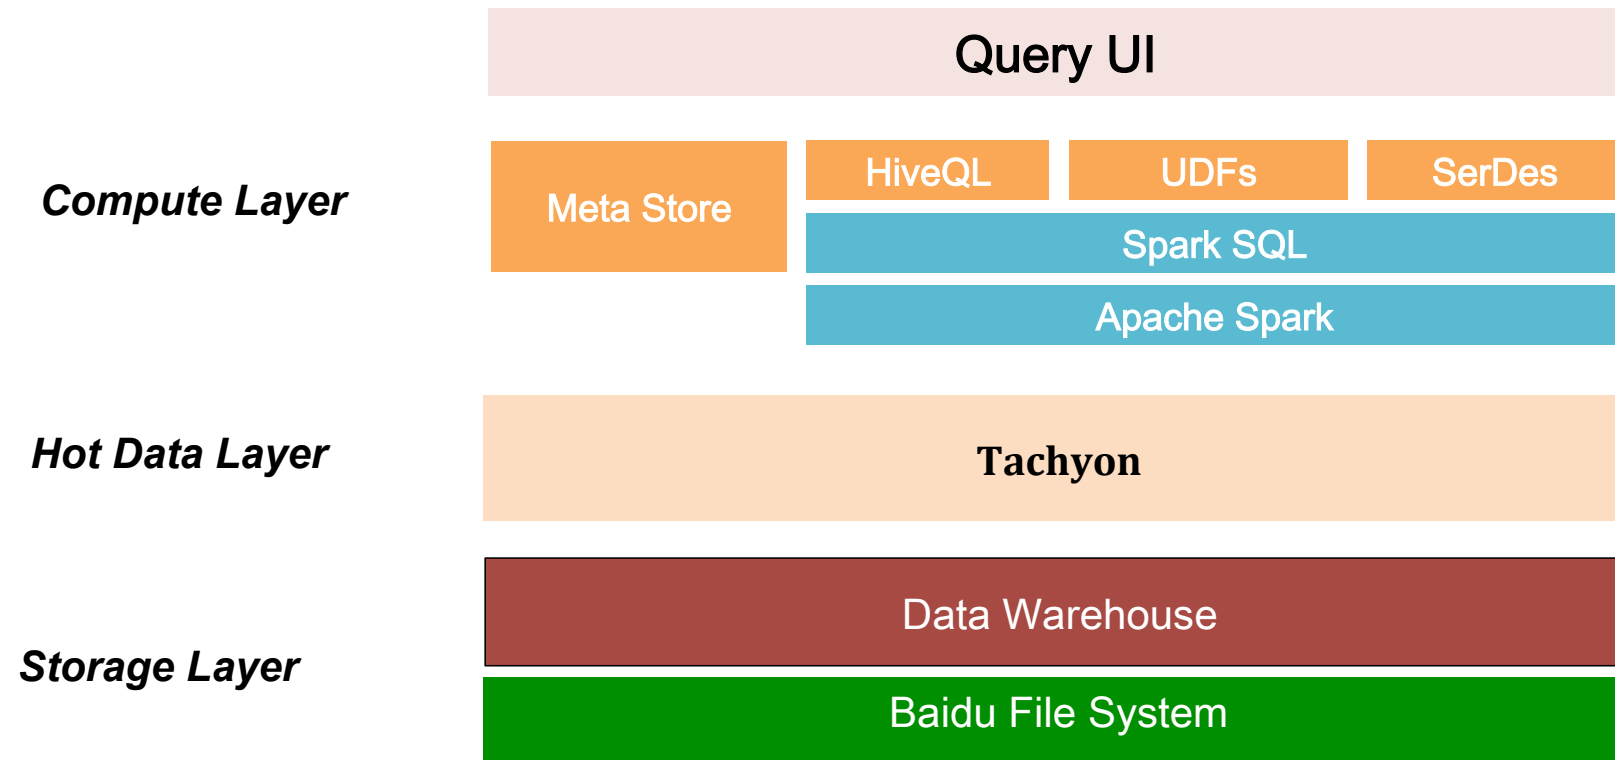 Query UI
Compute Layer
Meta Store
HiveQL
UDFs
SerDes
Spark SQL
Apache Spark
Hot Data Layer
Tachyon
Storage Layer
Data Warehouse
Baidu File System